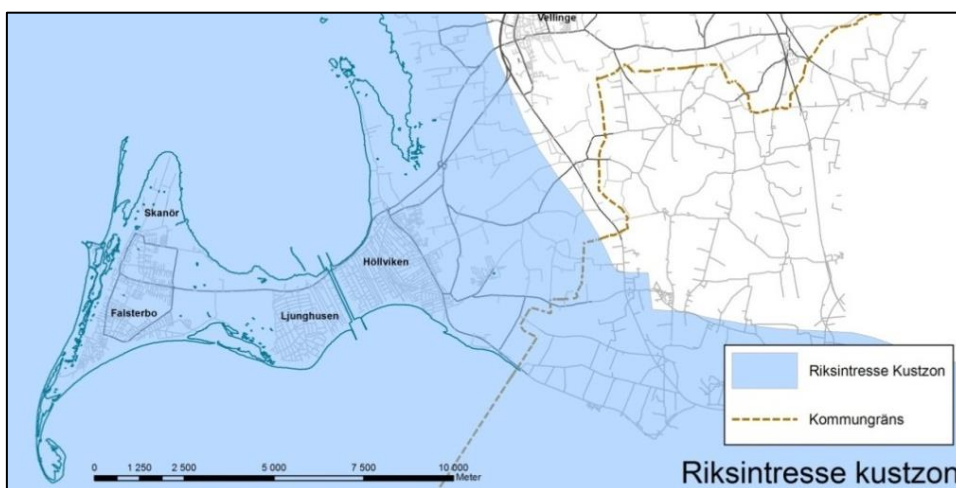 Vellinge
Skanör
Höllviken
Falsterbo
Ljunghusen
Riksintresse Kustzon
Kommungräns
0 1 250 2 500 5 000 7 500 10 000
Meter
Riksintresse kustzon